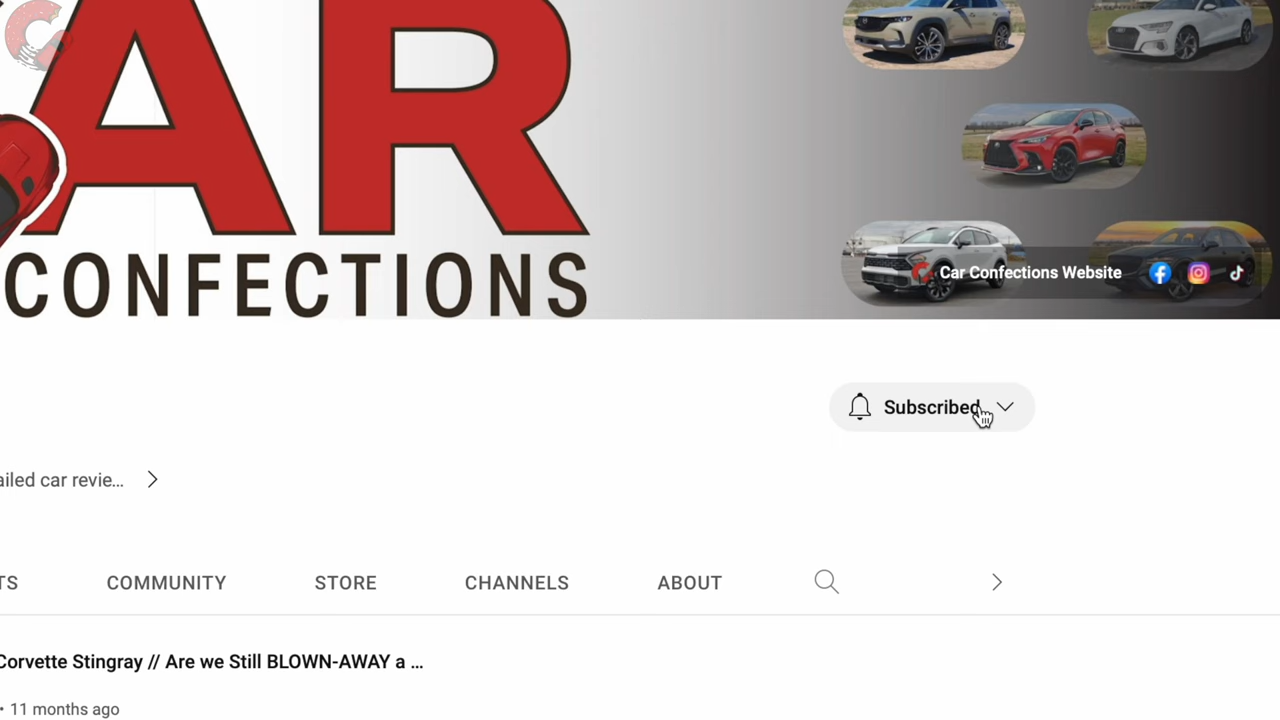 AR
CONFECTIONS
Car Confections Website
Subscribed
ailed car revie...
TS COMMUNITY STORE CHANNELS ABOUT
Corvette Stingray // Are we Still BLOWN-AWAY a ...
• 11 months ago